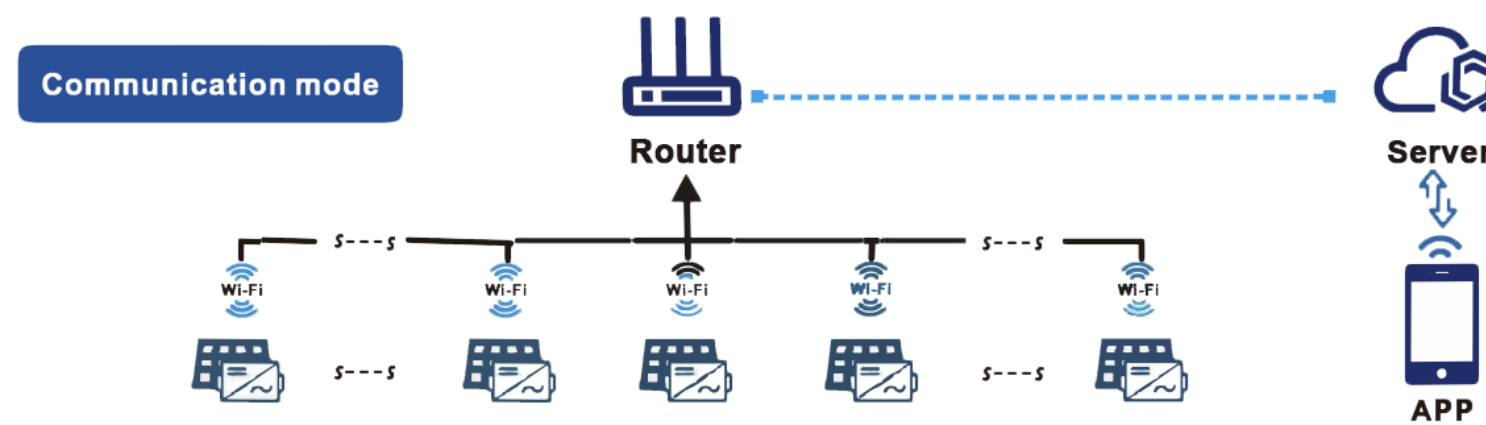 Communication mode
Router
Server
S---S
S---S
Wi-Fi
Wi-Fi
Wi-Fi
Wi-Fi
Wi-Fi
S---S
S---S
APP